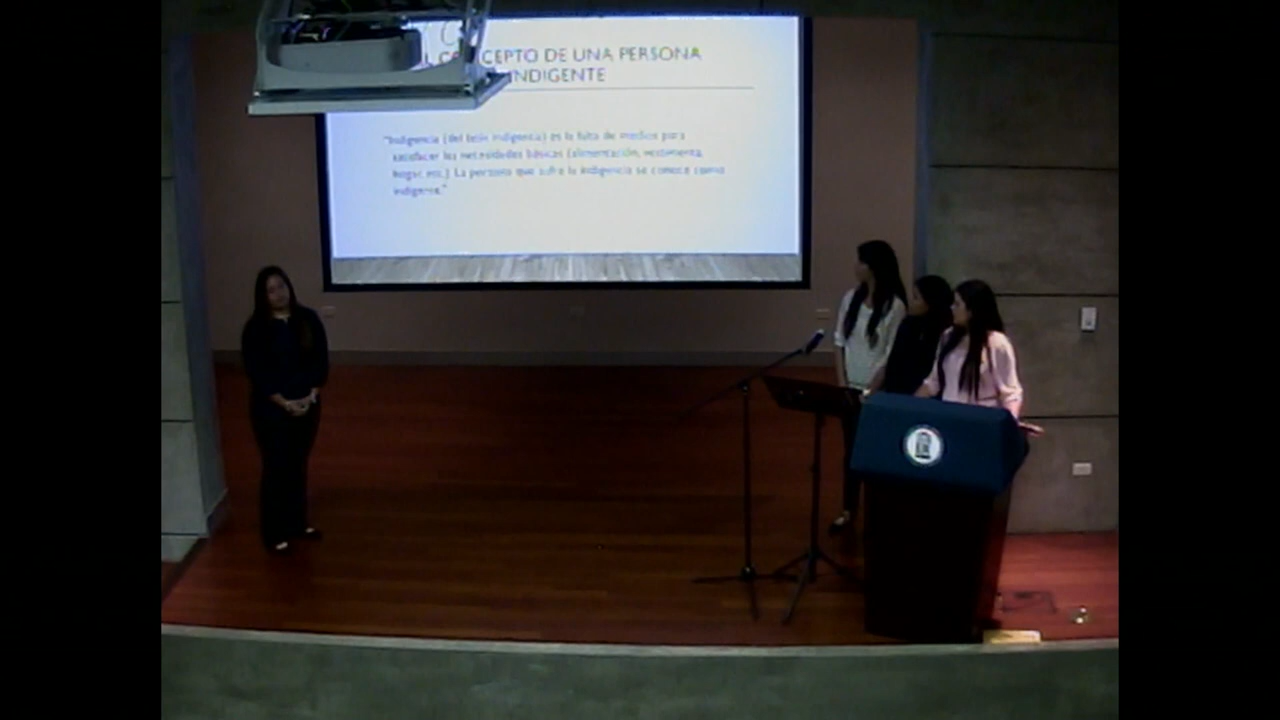 CEPTO DE UNA PERSONA
INDIGENTE
"Indigencia (del latín indigentia) es la falta de medios para
satisfacer las necesidades básicas (alimentación, vestimenta,
hogar, etc.) La persona que sufre la indigencia se conoce como
indigente."